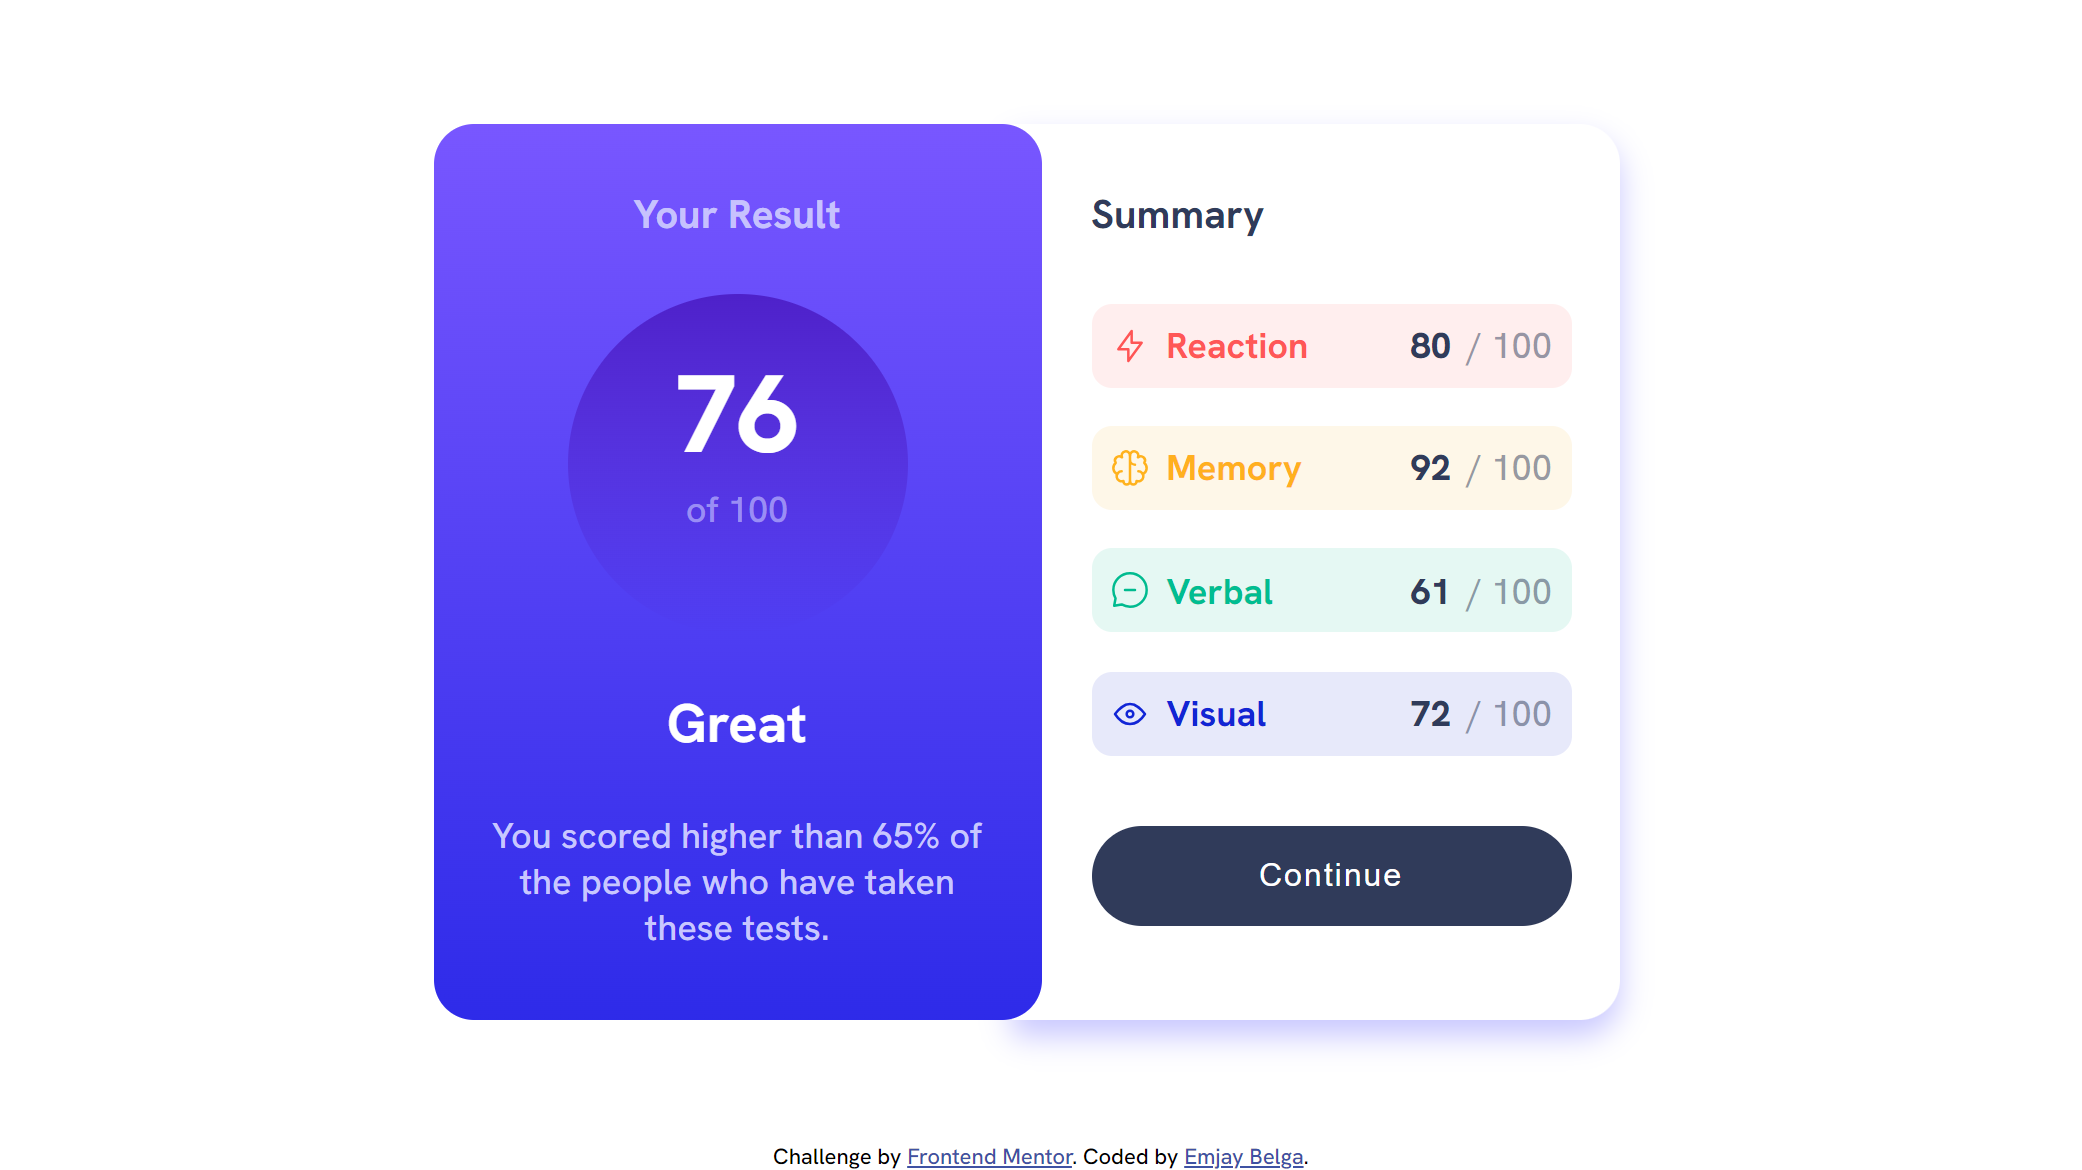 Your Result
76
of 100
Great
You scored higher than 65% of
the people who have taken
these tests.
Summary
Reaction 80 / 100
Memory 92 / 100
Verbal 61 / 100
Visual 72 / 100
Continue
Challenge by Frontend Mentor. Coded by Emjay Belga.